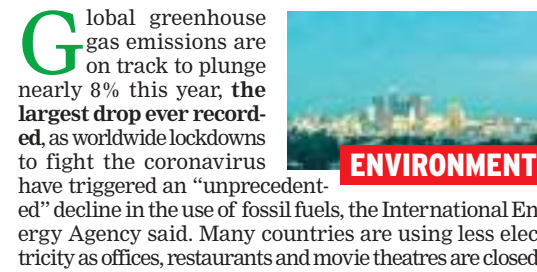 Global greenhouse
gas emissions are
on track to plunge
nearly 8% this year, the
largest drop ever record-
ed, as worldwide lockdowns
to fight the coronavirus
have triggered an “unprecedent-
ENVIRONMENT
ed” decline in the use of fossil fuels, the International En
ergy Agency said. Many countries are using less elec
tricity as offices, restaurants and movie theatres are closed